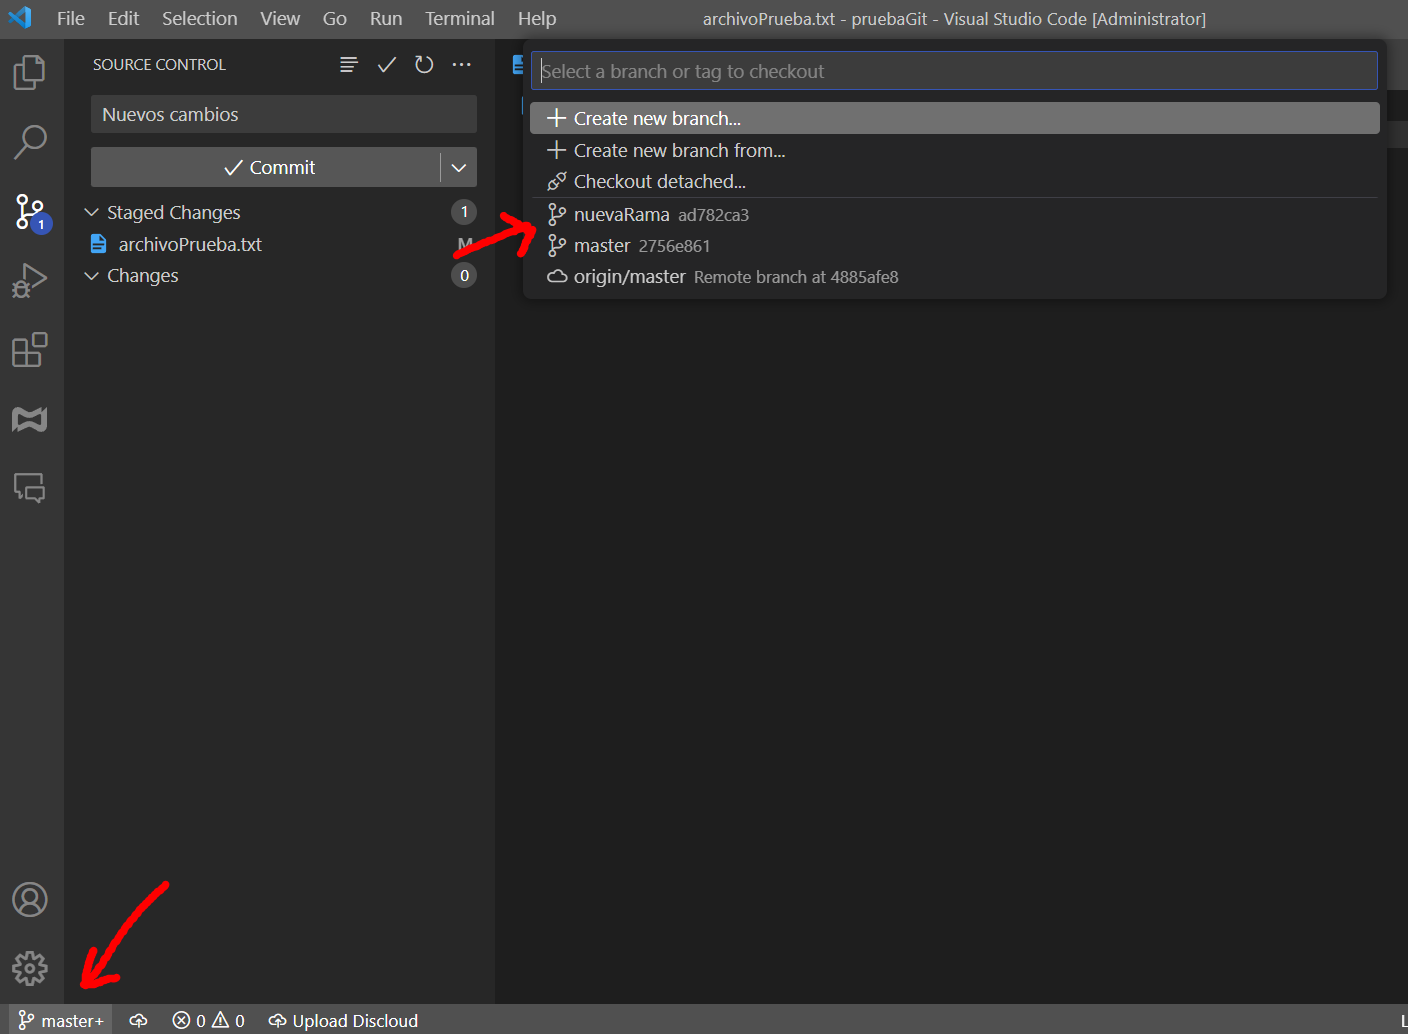 File Edit Selection View Go Run Terminal Help archivoPrueba.txt - pruebaGit - Visual Studio Code [Administrator]
SOURCE CONTROL
Nuevos cambios
Commit
Staged Changes 1
archivoPrueba.txt M
Changes 0
1
Select a branch or tag to checkout
Create new branch...
Create new branch from...
Checkout detached...
nuevaRama ad782ca3
master 2756e861
origin/master Remote branch at 4885afe8
master+ 0 0 Upload Discloud L